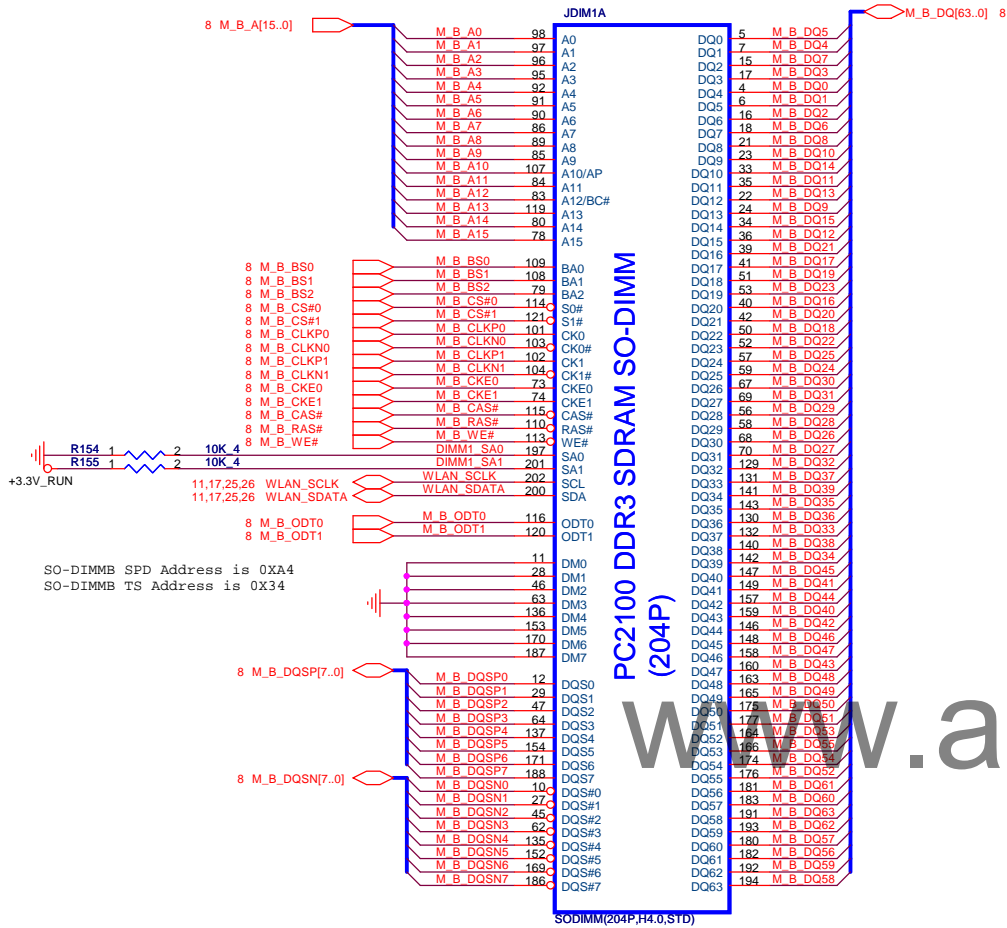 JDIM1A
8 M_B_A[15..0]
M_B_A0 98 A0
M_B_A1 97 A1
M_B_A2 96 A2
M_B_A3 95 A3
M_B_A4 92 A4
M_B_A5 91 A5
M_B_A6 90 A6
M_B_A7 86 A7
M_B_A8 89 A8
M_B_A9 85 A9
M_B_A10 107 A10/AP
M_B_A11 84 A11
M_B_A12 83 A12/BC#
M_B_A13 119 A13
M_B_A14 80 A14
M_B_A15 78 A15
8 M_B_BS0 M_B_BS0 109 BA0
8 M_B_BS1 M_B_BS1 108 BA1
8 M_B_BS2 M_B_BS2 79 BA2
8 M_B_CS#0 M_B_CS#0 114 S0#
8 M_B_CS#1 M_B_CS#1 121 S1#
8 M_B_CLKP0 M_B_CLKP0 101 CK0
8 M_B_CLKN0 M_B_CLKN0 103 CK0#
8 M_B_CLKP1 M_B_CLKP1 102 CK1
8 M_B_CLKN1 M_B_CLKN1 104 CK1#
8 M_B_CKE0 M_B_CKE0 73 CKE0
8 M_B_CKE1 M_B_CKE1 74 CKE1
8 M_B_CAS# M_B_CAS# 115 CAS#
8 M_B_RAS# M_B_RAS# 110 RAS#
8 M_B_WE# M_B_WE# 113 WE#
R154 1 2 10K_4 DIMM1_SA0 197 SA0
R155 1 2 10K_4 DIMM1_SA1 201 SA1
+3.3V_RUN
11,17,25,26 WLAN_SCLK WLAN_SCLK 202 SCL
11,17,25,26 WLAN_SDATA WLAN_SDATA 200 SDA
8 M_B_ODT0 M_B_ODT0 116 ODT0
8 M_B_ODT1 M_B_ODT1 120 ODT1
SO-DIMMB SPD Address is 0XA4
SO-DIMMB TS Address is 0X34
11 DM0
28 DM1
46 DM2
63 DM3
136 DM4
153 DM5
170 DM6
187 DM7
8 M_B_DQSP[7..0]
M_B_DQSP0 12 DQS0
M_B_DQSP1 29 DQS1
M_B_DQSP2 47 DQS2
M_B_DQSP3 64 DQS3
M_B_DQSP4 137 DQS4
M_B_DQSP5 154 DQS5
M_B_DQSP6 171 DQS6
M_B_DQSP7 188 DQS7
8 M_B_DQSN[7..0]
M_B_DQSN0 10 DQS#0
M_B_DQSN1 27 DQS#1
M_B_DQSN2 45 DQS#2
M_B_DQSN3 62 DQS#3
M_B_DQSN4 135 DQS#4
M_B_DQSN5 152 DQS#5
M_B_DQSN6 169 DQS#6
M_B_DQSN7 186 DQS#7
PC2100 DDR3 SDRAM SO-DIMM
(204P)
M_B_DQ[63..0] 8
DQ0 5 M_B_DQ5
DQ1 7 M_B_DQ4
DQ2 15 M_B_DQ7
DQ3 17 M_B_DQ3
DQ4 4 M_B_DQ0
DQ5 6 M_B_DQ1
DQ6 16 M_B_DQ2
DQ7 18 M_B_DQ6
DQ8 21 M_B_DQ8
DQ9 23 M_B_DQ10
DQ10 33 M_B_DQ14
DQ11 35 M_B_DQ11
DQ12 22 M_B_DQ13
DQ13 24 M_B_DQ9
DQ14 34 M_B_DQ15
DQ15 36 M_B_DQ12
DQ16 39 M_B_DQ21
DQ17 41 M_B_DQ17
DQ18 51 M_B_DQ19
DQ19 53 M_B_DQ23
DQ20 40 M_B_DQ16
DQ21 42 M_B_DQ20
DQ22 50 M_B_DQ18
DQ23 52 M_B_DQ22
DQ24 57 M_B_DQ25
DQ25 59 M_B_DQ24
DQ26 67 M_B_DQ30
DQ27 69 M_B_DQ31
DQ28 56 M_B_DQ29
DQ29 58 M_B_DQ28
DQ30 68 M_B_DQ26
DQ31 70 M_B_DQ27
DQ32 129 M_B_DQ32
DQ33 131 M_B_DQ37
DQ34 141 M_B_DQ39
DQ35 143 M_B_DQ35
DQ36 130 M_B_DQ36
DQ37 132 M_B_DQ33
DQ38 140 M_B_DQ38
DQ39 142 M_B_DQ34
DQ40 147 M_B_DQ45
DQ41 149 M_B_DQ41
DQ42 157 M_B_DQ44
DQ43 159 M_B_DQ40
DQ44 146 M_B_DQ42
DQ45 148 M_B_DQ46
DQ46 158 M_B_DQ47
DQ47 160 M_B_DQ43
DQ48 163 M_B_DQ48
DQ49 165 M_B_DQ49
DQ50 175 M_B_DQ50
DQ51 177 M_B_DQ51
DQ52 164 M_B_DQ53
DQ53 166 M_B_DQ55
DQ54 174 M_B_DQ54
DQ55 176 M_B_DQ52
DQ56 181 M_B_DQ61
DQ57 183 M_B_DQ60
DQ58 191 M_B_DQ63
DQ59 193 M_B_DQ62
DQ60 180 M_B_DQ57
DQ61 182 M_B_DQ56
DQ62 192 M_B_DQ59
DQ63 194 M_B_DQ58
www.a
SODIMM(204P,H4.0,STD)